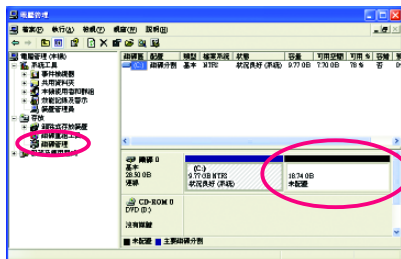 電腦管理
檔案(F) 執行(A) 檢視(V) 視窗(W) 說明(H)
電腦管理 (本機)
系統工具
事件檢視器
共用資料夾
本機使用者和群組
效能記錄及警示
裝置管理員
存放
卸除式存放裝置
磁碟重組工具
磁碟管理
磁碟區 配置 類型 檔案系統 狀態 容量 可用空間 可用 % 容錯
(C:) 磁碟分割 基本 NTFS 狀況良好 (系統) 9.77 GB 7.70 GB 78 % 否
磁碟 0
基本
28.50 GB
連線
(C:)
9.77 GB NTFS
狀況良好 (系統)
18.74 GB
未配置
CD-ROM 0
DVD (D:)
沒有媒體
未配置 主要磁碟分割